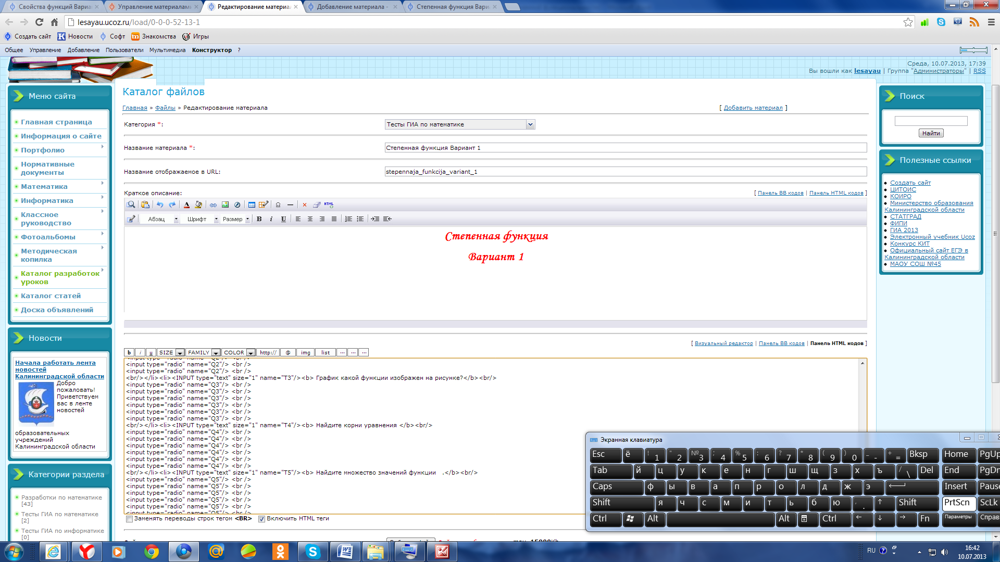 Свойства функций Вариа
Управление материалами
Редактирование материа
Добавление материала -
Степенная функция Вари
lesayau.ucoz.ru/load/0-0-0-52-13-1
Создать сайт
Новости
Софт
Знакомства
Игры
Общее Управление Добавление Пользователи Мультимедиа Конструктор ?
Среда, 10.07.2013, 17:39
Вы вошли как lesayau | Группа "Администраторы" | RSS
Меню сайта
Главная страница
Информация о сайте
Портфолио
Нормативные
документы
Математика
Информатика
Классное
руководство
Фотоальбомы
Методическая
копилка
Каталог разработок
уроков
Каталог статей
Доска объявлений
Новости
Начала работать лента
новостей
Калининградской области
Добро
пожаловать!
Приветствуем
вас в ленте
новостей
образовательных
учреждений
Калининградской области
Категории раздела
Разработки по математике
[43]
Тесты ГИА по математике
[2]
Тесты ГИА по информатике
[0]
Каталог файлов
Главная » Файлы » Редактирование материала
[ Добавить материал ]
Категория *:
Тесты ГИА по математике
Название материала *:
Степенная функция Вариант 1
Название отображаемое в URL:
stepennaja_funkcija_variant_1
Краткое описание:
[ Панель BB кодов | Панель HTML кодов ]
HTML
Абзац Шрифт Размер B i U
Степенная функция
Вариант 1
[ Визуальный редактор | Панель BB кодов | Панель HTML кодов ]
b i u SIZE FAMILY COLOR http:// @ img list ... ... ...
<input type="radio" name="Q2"/> <br />
<input type="radio" name="Q2"/> <br />
<input type="radio" name="Q2"/> <br />
<br/></li><li><INPUT type="text" size="1" name="T3"/><b> График какой функции изображен на рисунке?</b><br/>
<input type="radio" name="Q3"/> <br />
<input type="radio" name="Q3"/> <br />
<input type="radio" name="Q3"/> <br />
<input type="radio" name="Q3"/> <br />
<input type="radio" name="Q3"/> <br />
<input type="radio" name="Q3"/> <br />
<br/></li><li><INPUT type="text" size="1" name="T4"/><b> Найдите корни уравнения </b><br/>
<input type="radio" name="Q4"/> <br />
<input type="radio" name="Q4"/> <br />
<input type="radio" name="Q4"/> <br />
<input type="radio" name="Q4"/> <br />
<input type="radio" name="Q4"/> <br />
<input type="radio" name="Q4"/> <br />
<br/></li><li><INPUT type="text" size="1" name="T5"/><b> Найдите множество значений функции   .</b><br/>
<input type="radio" name="Q5"/> <br />
<input type="radio" name="Q5"/> <br />
<input type="radio" name="Q5"/> <br />
<input type="radio" name="Q5"/> <br />
<input type="radio" name="Q5"/> <br />
<input type="radio" name="Q5"/> <br />
Заменять переводы строк тегом <BR>
Включить HTML теги
Поиск
Найти
Полезные ссылки
Создать сайт
ЦИТОИС
КОИРО
Министерство образования
Калининградской области
СТАТГРАД
ФИПИ
ГИА 2013
Электронный учебник Ucoz
Конкурс КИТ
Официальный сайт ЕГЭ в
Калининградской области
МАОУ СОШ №45
Экранная клавиатура
Esc ё ! 1 " 2 № 3 ; 4 % 5 : 6 ? 7 * 8 ( 9 ) 0 _ - + = Bksp Home PgUp
Tab й ц у к е н г ш щ з х ъ / \ Del End PgDn
Caps ф ы в а п р о л д ж э Insert Pause
Shift я ч с м и т ь б ю , . ↑ Shift PrtScn ScLk
Ctrl Alt Alt Ctrl ← ↓ → Fn Параметры Справ
RU
16:42
10.07.2013